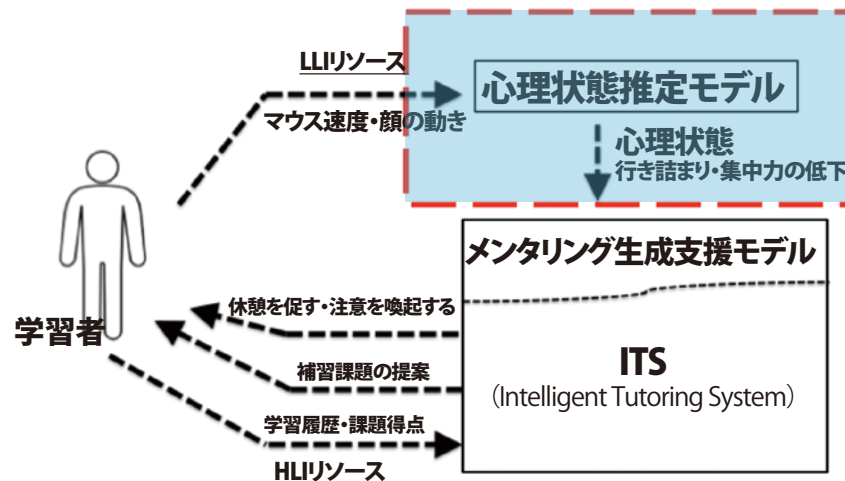 LLIリソース
マウス速度・顔の動き
心理状態推定モデル
心理状態
行き詰まり・集中力の低下
メンタリング生成支援モデル
休憩を促す・注意を喚起する
学習者
補習課題の提案
ITS
（Intelligent Tutoring System）
学習履歴・課題得点
HLIリソース